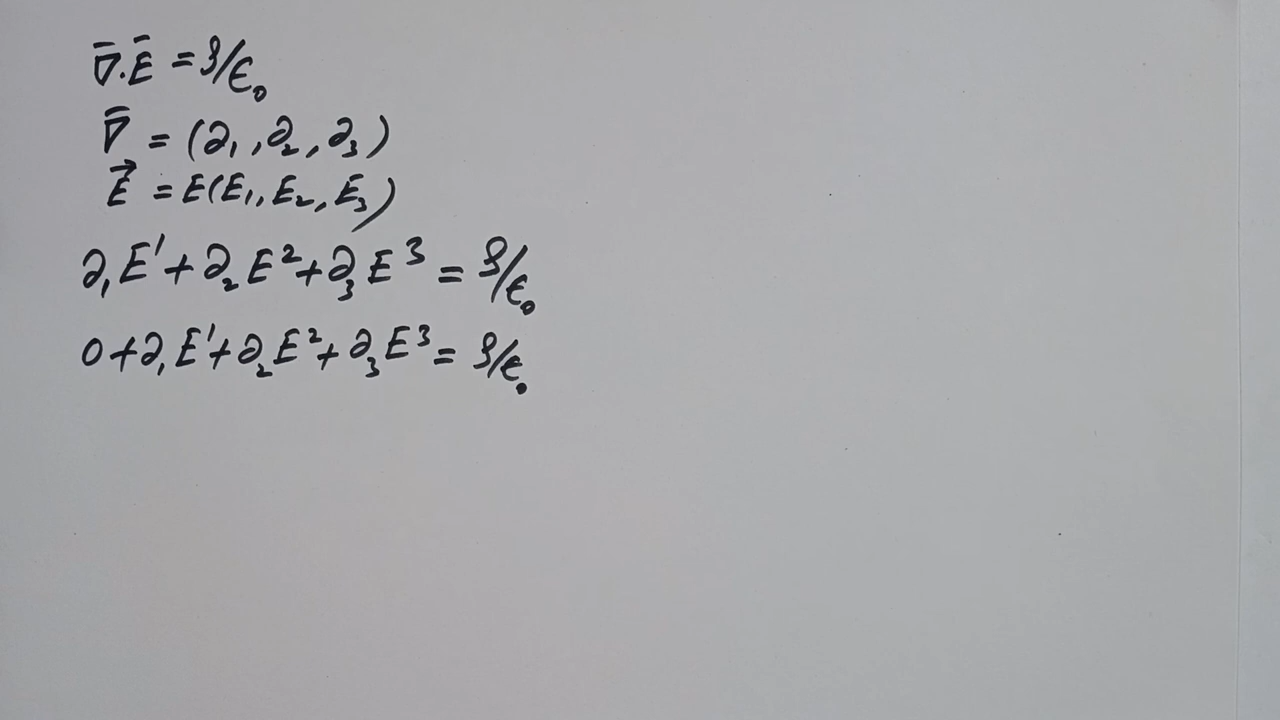 ∇̄.Ē = ρ/ϵ₀
∇̄ = (∂₁, ∂₂, ∂₃)
E⃗ = E(E₁, E₂, E₃)
∂₁E¹ + ∂₂E² + ∂₃E³ = ρ/ϵ₀
0 + ∂₁E¹ + ∂₂E² + ∂₃E³ = ρ/ϵ₀